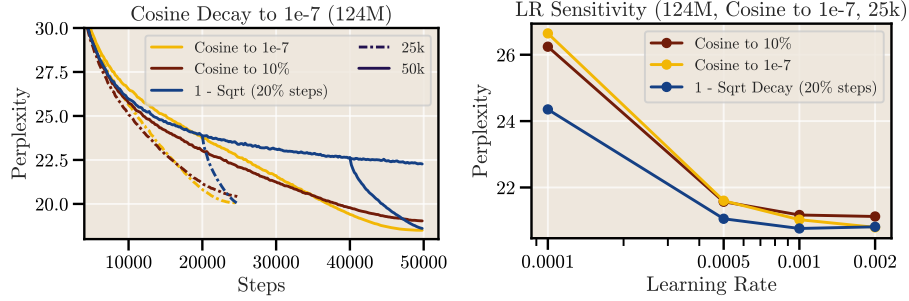 Cosine Decay to 1e-7 (124M)
30.0
27.5
25.0
22.5
20.0
Perplexity
Cosine to 1e-7
Cosine to 10%
1 - Sqrt (20% steps)
25k
50k
10000 20000 30000 40000 50000
Steps
LR Sensitivity (124M, Cosine to 1e-7, 25k)
26
24
22
Perplexity
Cosine to 10%
Cosine to 1e-7
1 - Sqrt Decay (20% steps)
0.0001 0.0005 0.001 0.002
Learning Rate